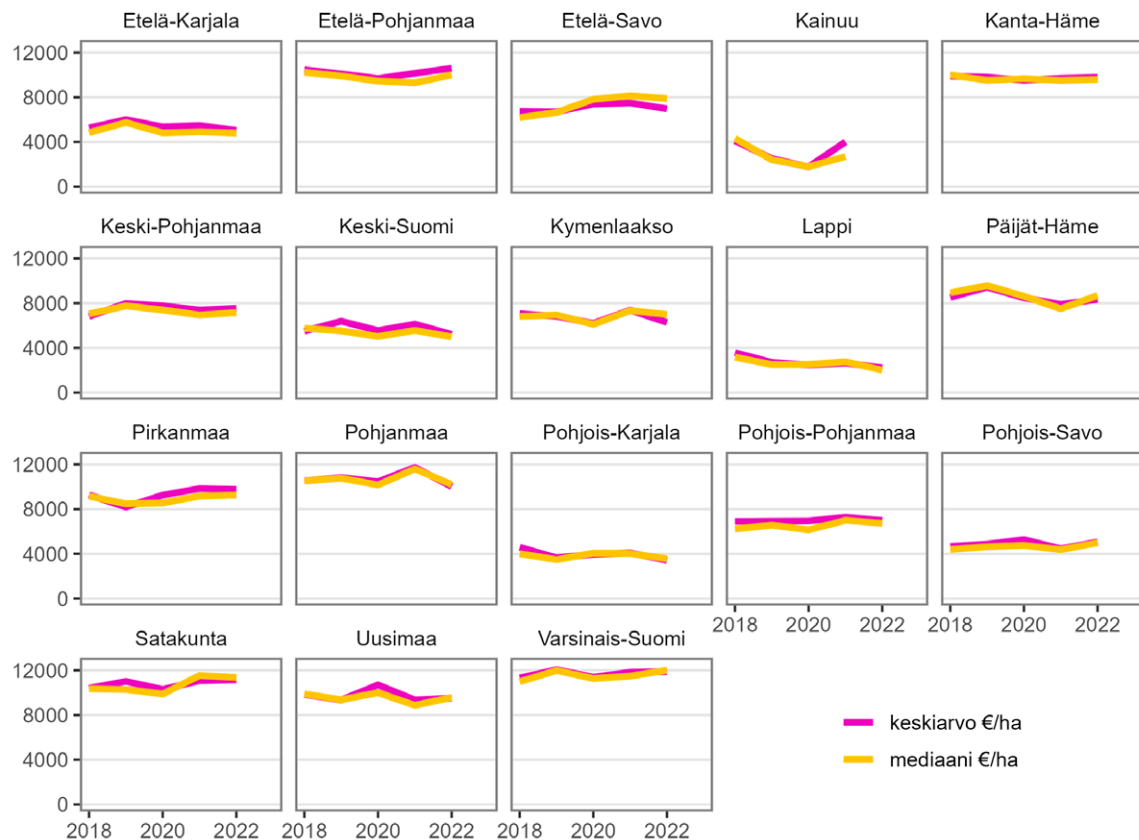 Etelä-Karjala Etelä-Pohjanmaa Etelä-Savo Kainuu Kanta-Häme
12000
8000
4000
0
Keski-Pohjanmaa Keski-Suomi Kymenlaakso Lappi Päijät-Häme
12000
8000
4000
0
Pirkanmaa Pohjanmaa Pohjois-Karjala Pohjois-Pohjanmaa Pohjois-Savo
12000
8000
4000
0
2018 2020 2022 2018 2020 2022
Satakunta Uusimaa Varsinais-Suomi
12000
8000
4000
0
2018 2020 2022 2018 2020 2022 2018 2020 2022
keskiarvo €/ha
mediaani €/ha